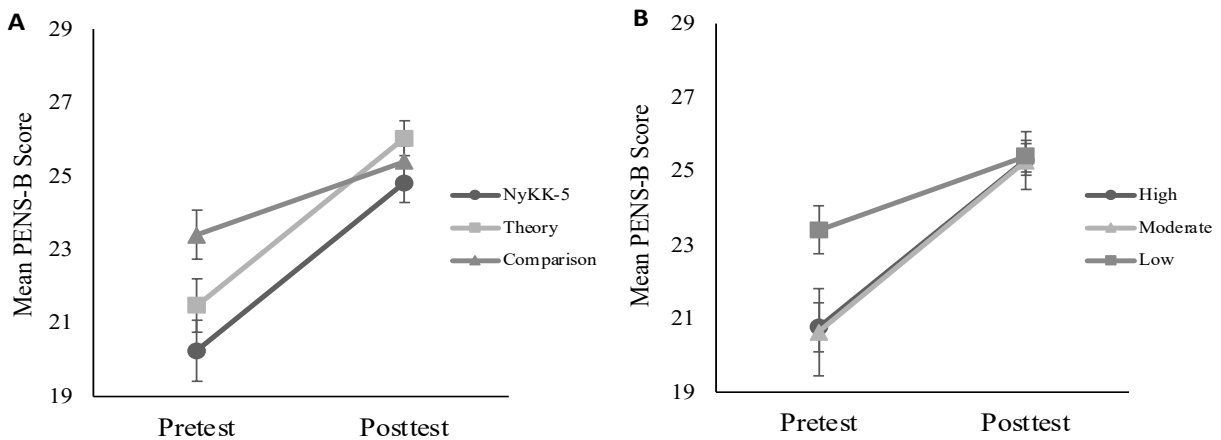 A
Mean PENS-B Score
29
27
25
23
21
19
Pretest
Posttest
NyKK-5
Theory
Comparison
B
Mean PENS-B Score
29
27
25
23
21
19
Pretest
Posttest
High
Moderate
Low